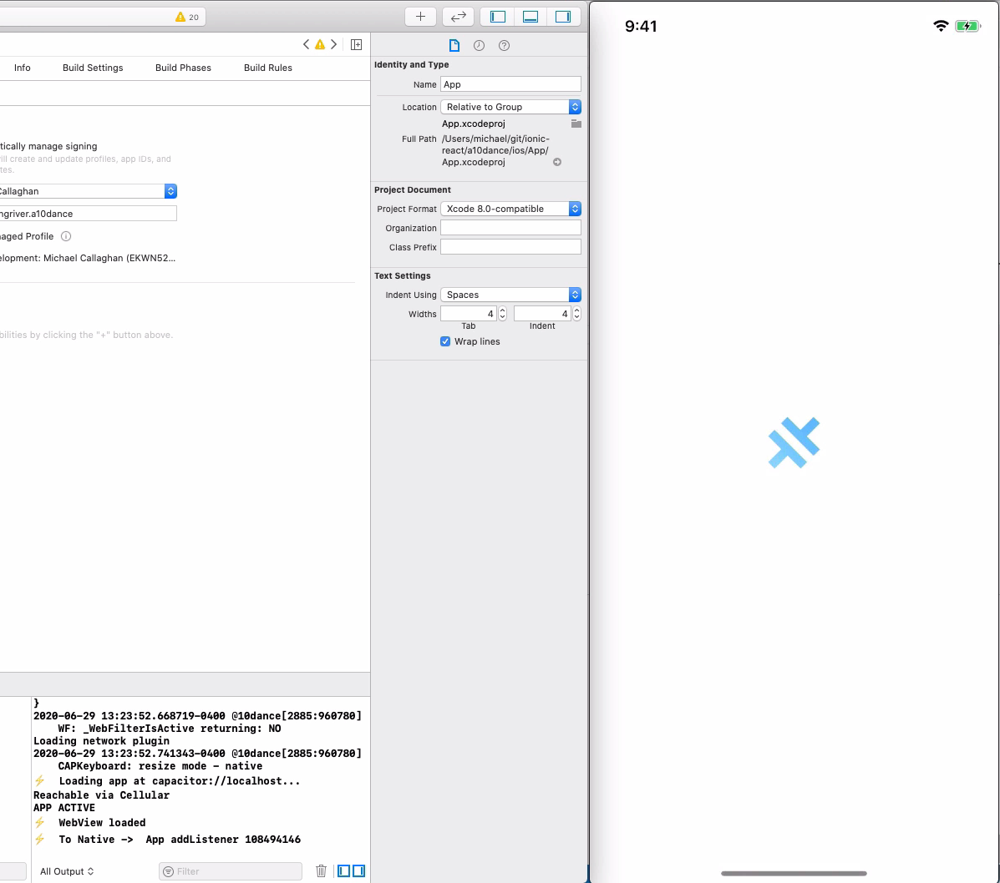 20
Info
Build Settings
Build Phases
Build Rules
tically manage signing
ill create and update profiles, app IDs, and
tes.
Callaghan
ngriver.a10dance
aged Profile
elopment: Michael Callaghan (EKWN52...
bilities by clicking the "+" button above.
}
2020-06-29 13:23:52.668719-0400 @10dance[2885:960780]
WF: _WebFilterIsActive returning: NO
Loading network plugin
2020-06-29 13:23:52.741343-0400 @10dance[2885:960780]
CAPKeyboard: resize mode - native
⚡ Loading app at capacitor://localhost...
Reachable via Cellular
APP ACTIVE
⚡ WebView loaded
⚡ To Native -> App addListener 108494146
All Output
Filter
Identity and Type
Name App
Location Relative to Group
App.xcodeproj
Full Path /Users/michael/git/ionic-
react/a10dance/ios/App/
App.xcodeproj
Project Document
Project Format Xcode 8.0-compatible
Organization
Class Prefix
Text Settings
Indent Using Spaces
Widths 4 4
Tab Indent
Wrap lines
9:41